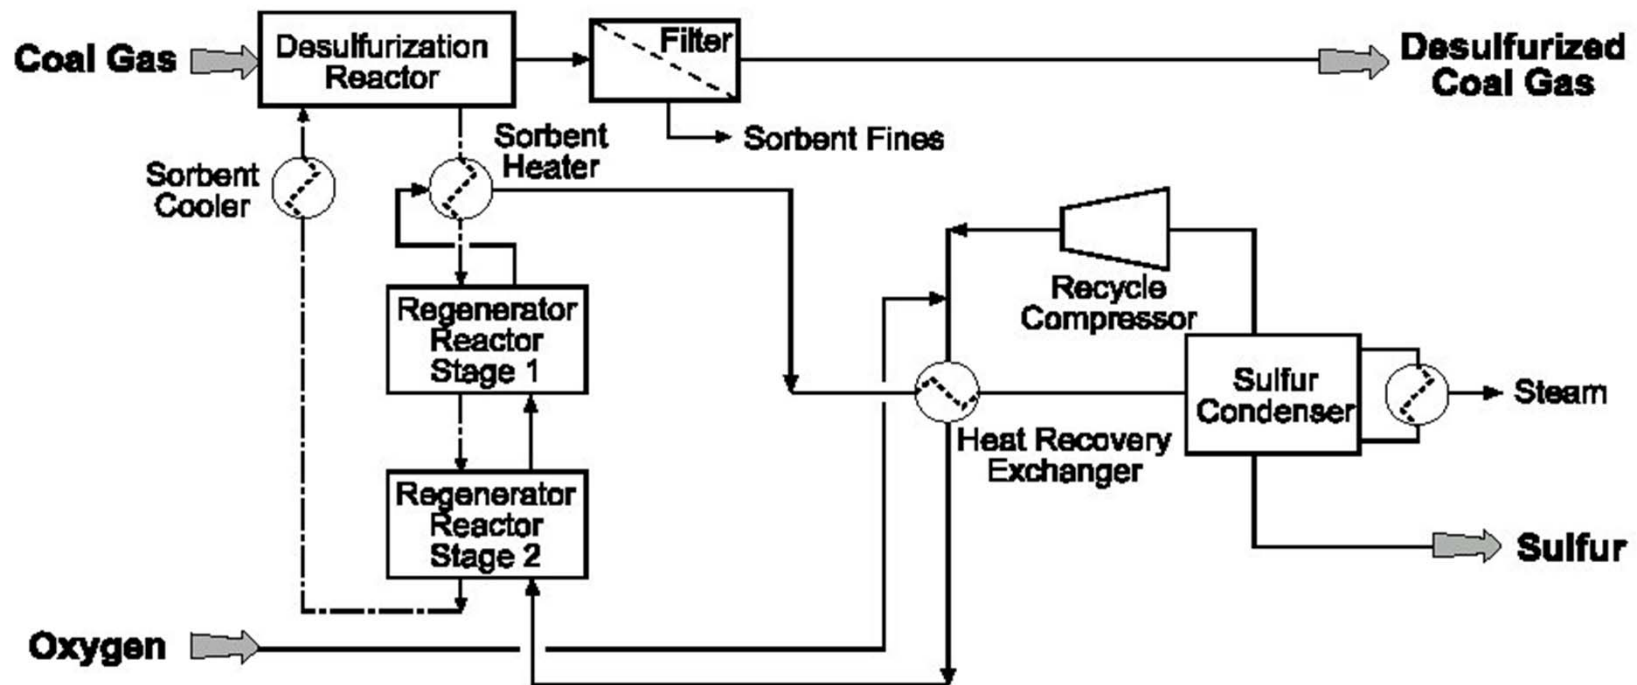 Coal Gas
Desulfurization
Reactor
Filter
Desulfurized
Coal Gas
Sorbent Fines
Sorbent
Heater
Sorbent
Cooler
Regenerator
Reactor
Stage 1
Recycle
Compressor
Sulfur
Condenser
Steam
Heat Recovery
Exchanger
Regenerator
Reactor
Stage 2
Sulfur
Oxygen